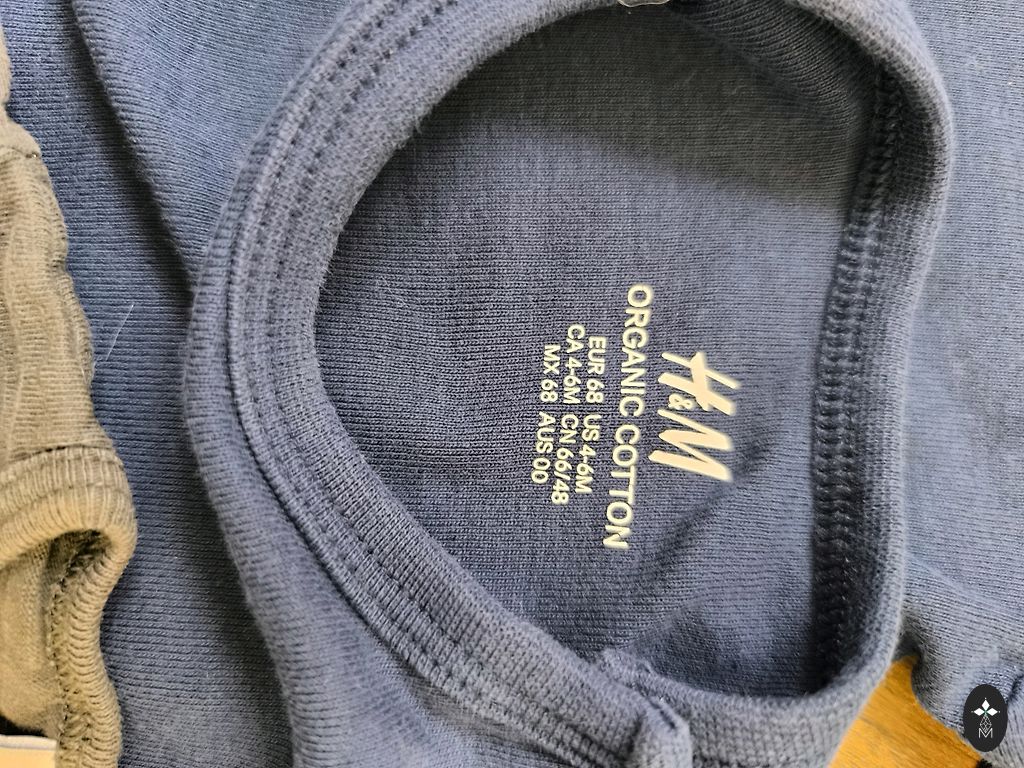 H&M
ORGANIC COTTON
EUR 68 US 4-6M
CA 4-6M CN 66/48
MX 68 AUS 00
M